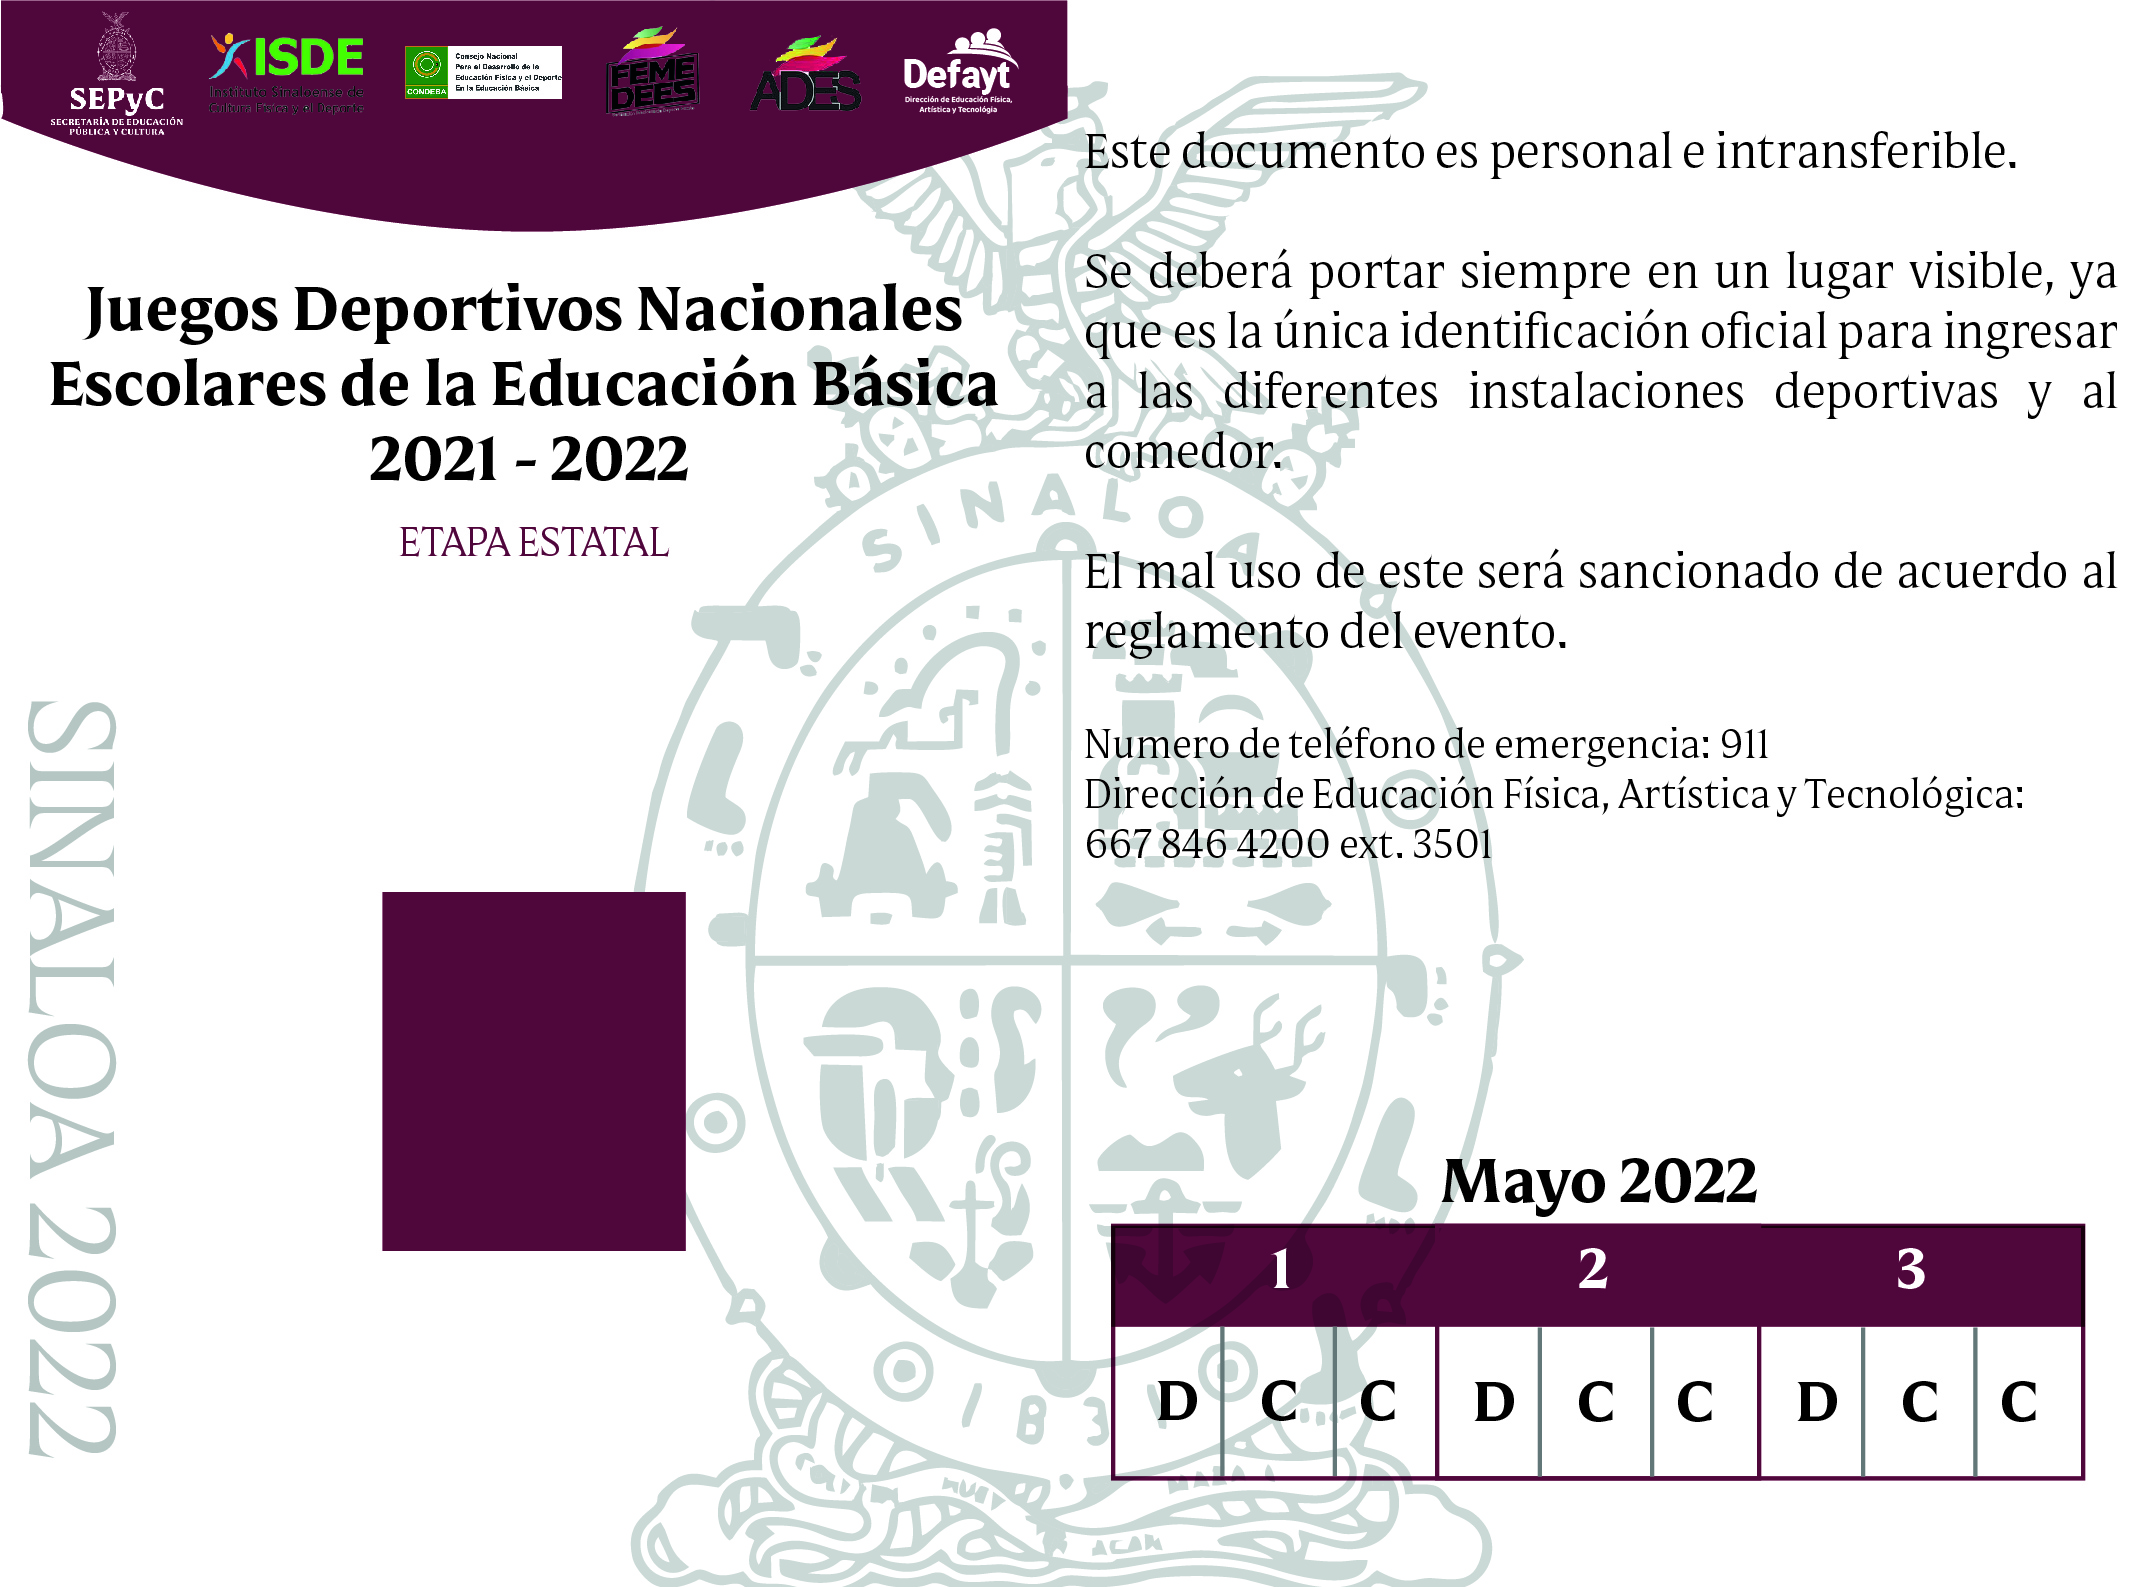 SEPyC
SECRETARÍA DE EDUCACIÓN
PÚBLICA Y CULTURA
ISDE
Instituto Sinaloense de
Cultura Física y el Deporte
CONDEBA
Consejo Nacional
Para el Desarrollo de la
Educación Física y el Deporte
En la Educación Básica
FEME
DEES
ADES
Defayt
Dirección de Educación Física,
Artística y Tecnológia
Juegos Deportivos Nacionales
Escolares de la Educación Básica
2021 - 2022
ETAPA ESTATAL
SINALOA 2022
Este documento es personal e intransferible.
Se deberá portar siempre en un lugar visible, ya
que es la única identificación oficial para ingresar
a las diferentes instalaciones deportivas y al
comedor.
El mal uso de este será sancionado de acuerdo al
reglamento del evento.
Numero de teléfono de emergencia: 911
Dirección de Educación Física, Artística y Tecnológica:
667 846 4200 ext. 3501
Mayo 2022
1 2 3
D C C D C C D C C
SINALOA
1831